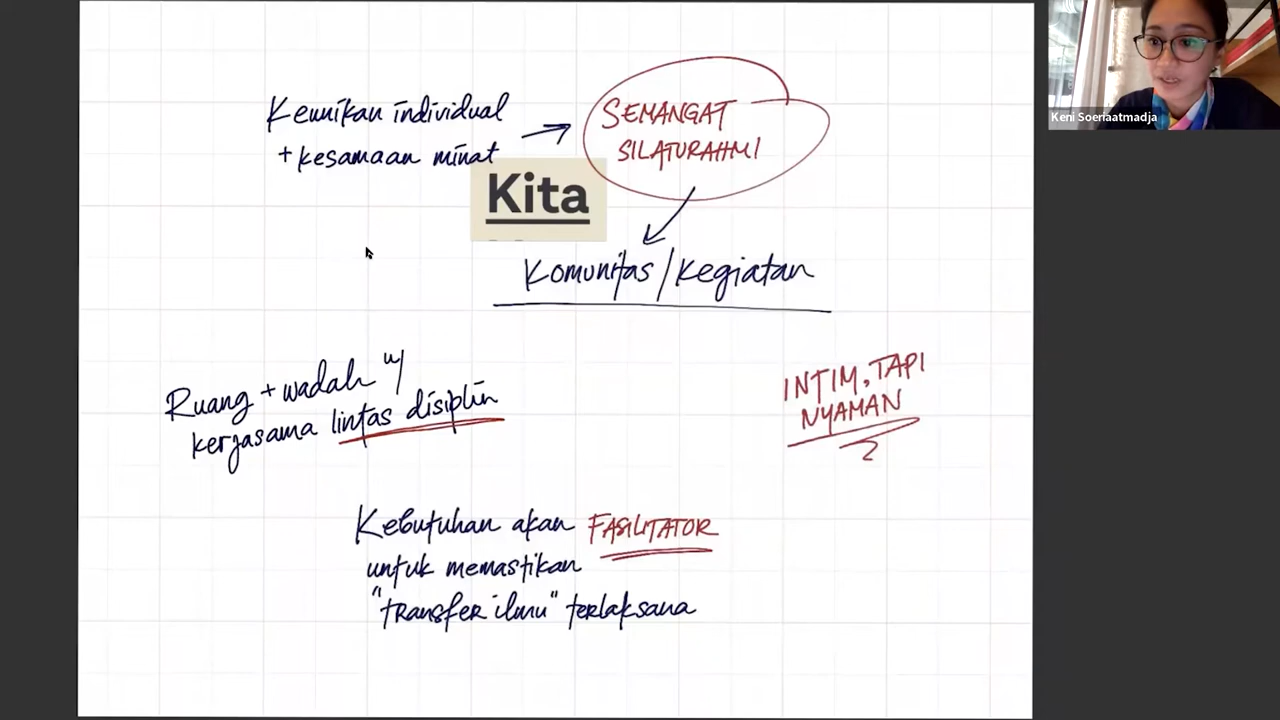 Keunikan individual
+ kesamaan minat
SEMANGAT
SILATURAHMI
Kita
Komunitas/Kegiatan
Ruang + wadah u/
kerjasama lintas disiplin
INTIM, TAPI
NYAMAN
Kebutuhan akan FASILITATOR
untuk memastikan
"transfer ilmu" terlaksana
Keni Soeriaatmadja